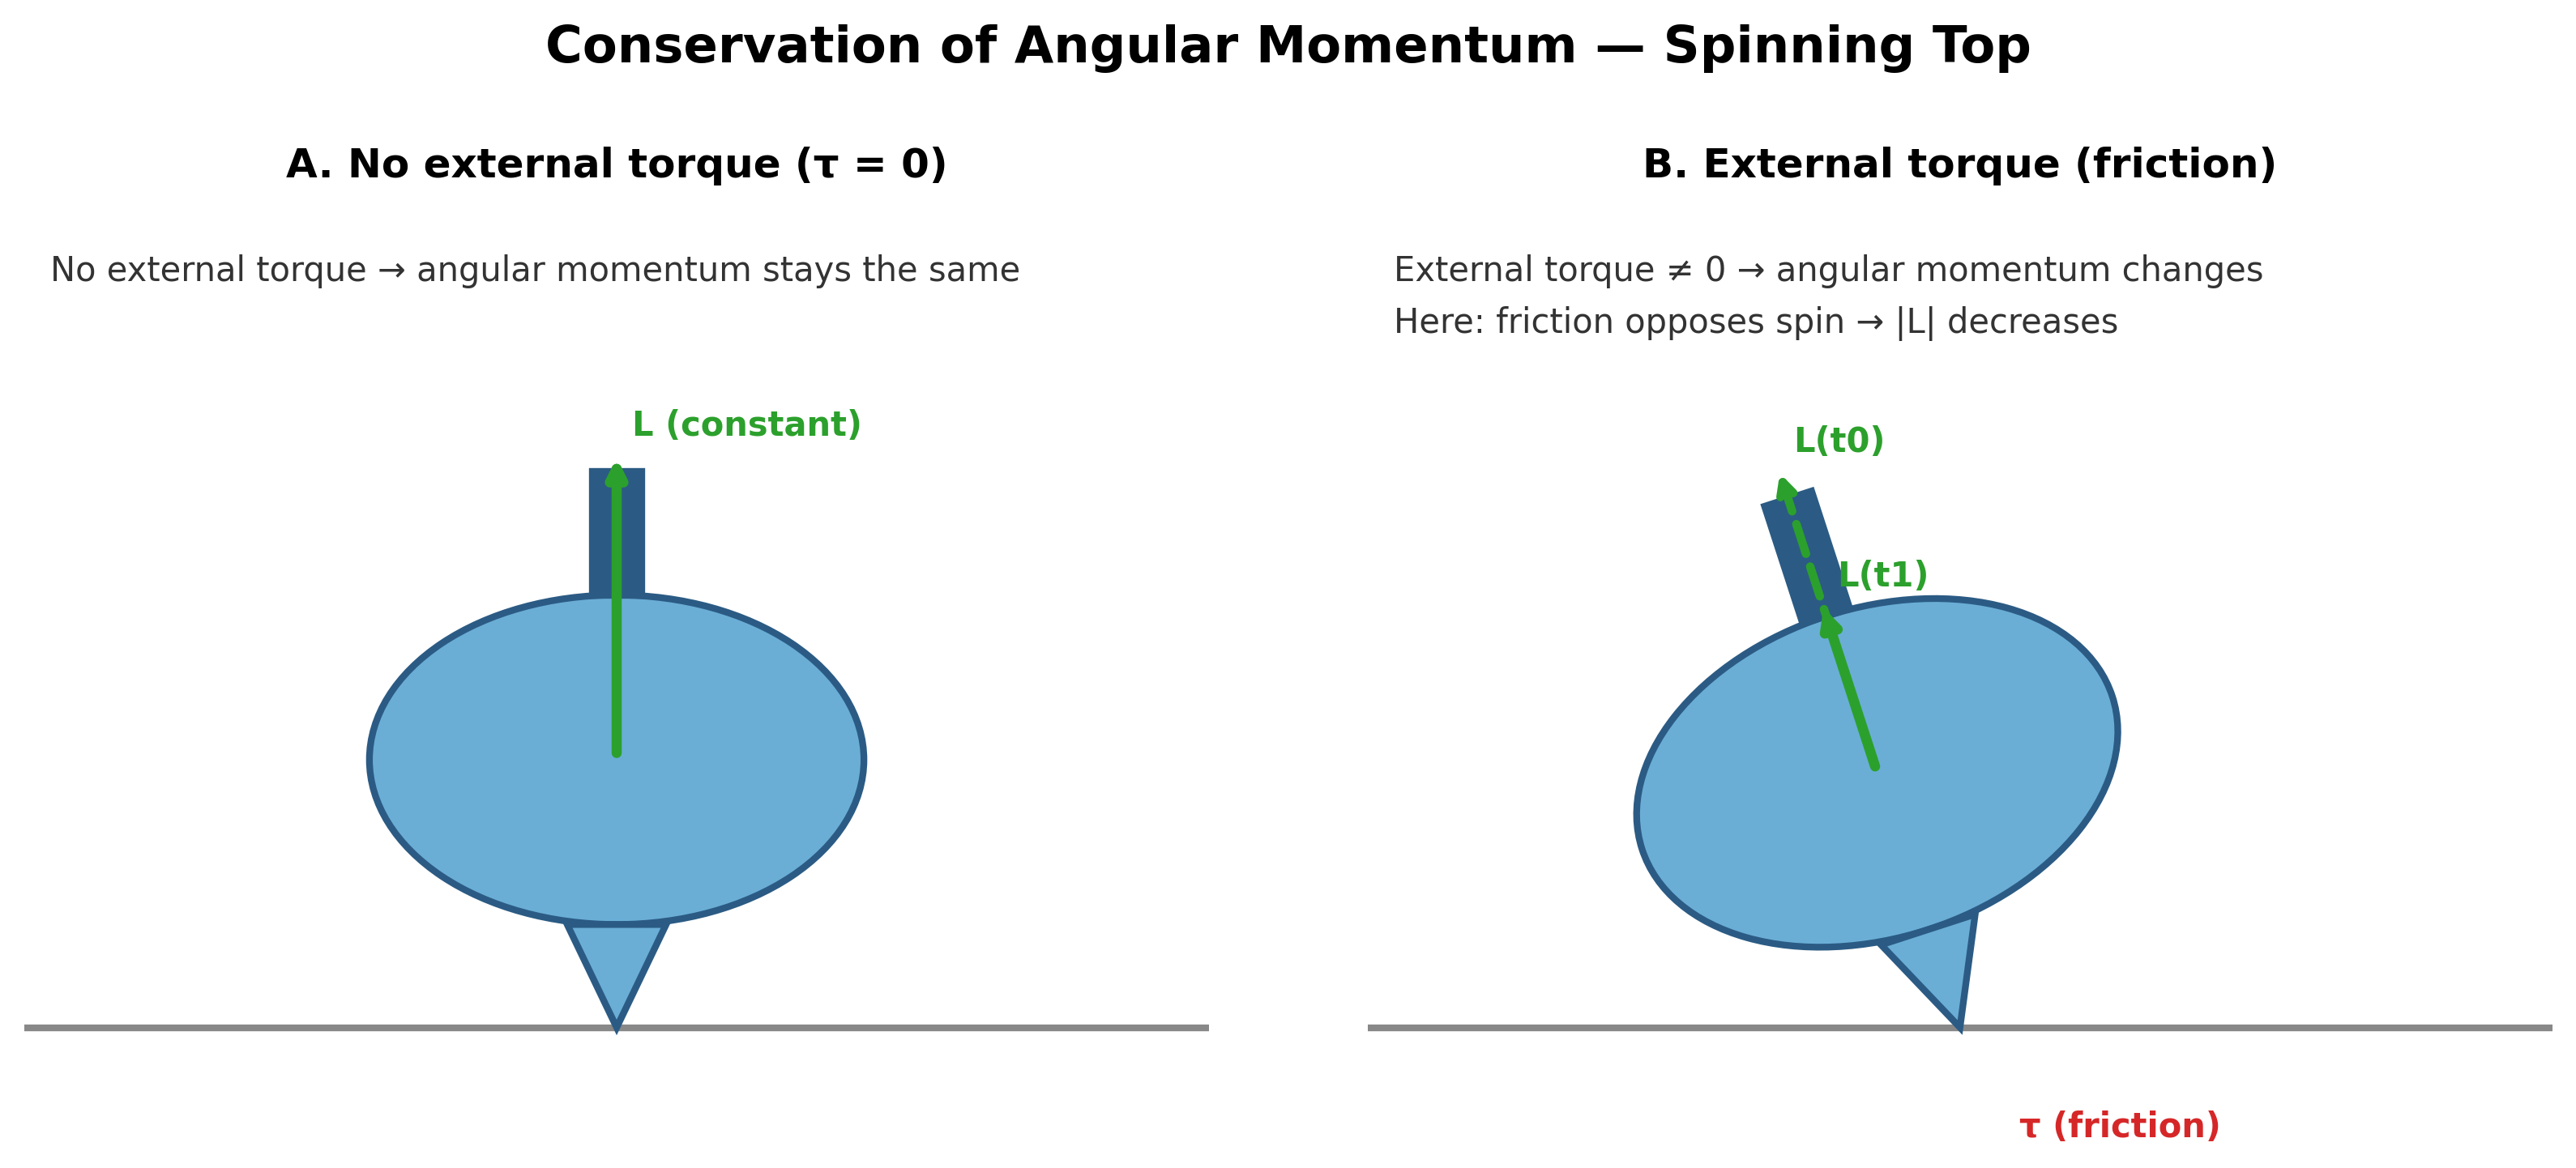 Conservation of Angular Momentum — Spinning Top
A. No external torque (τ = 0)
No external torque → angular momentum stays the same
L (constant)
B. External torque (friction)
External torque ≠ 0 → angular momentum changes
Here: friction opposes spin → |L| decreases
L(t0)
L(t1)
τ (friction)